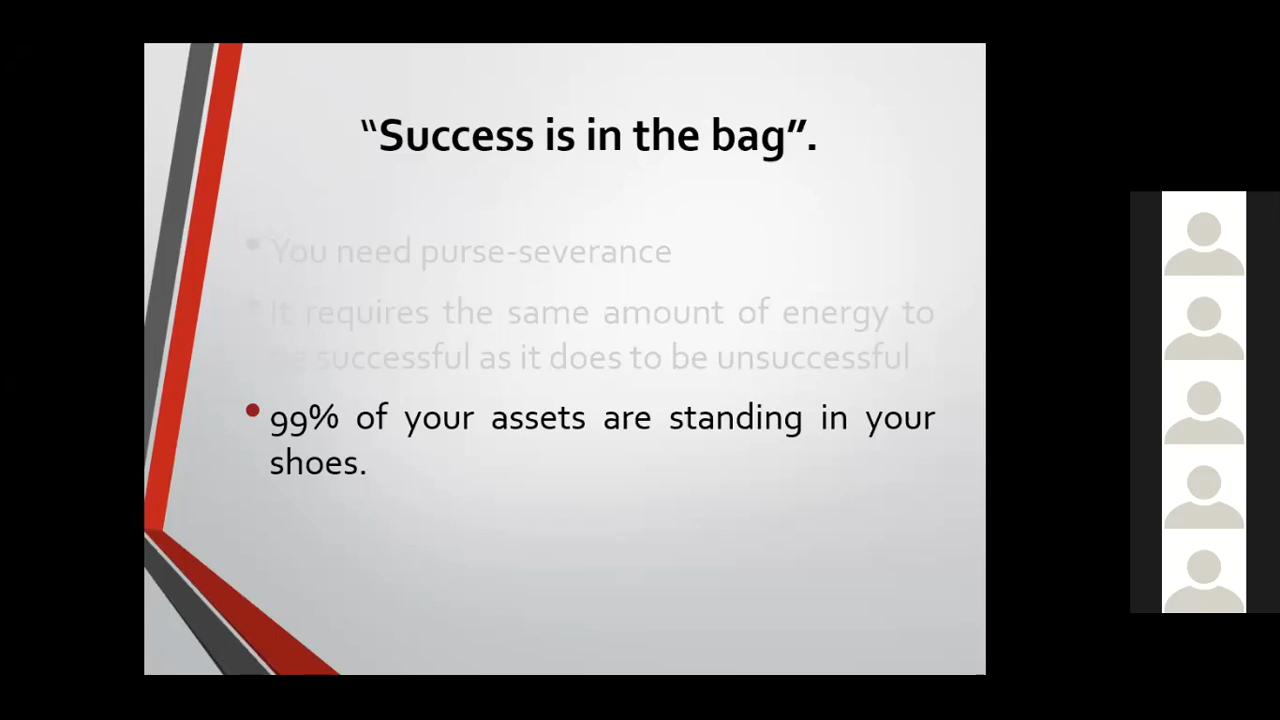 “Success is in the bag”.
• You need purse-severance
• It requires the same amount of energy to
be successful as it does to be unsuccessful
• 99% of your assets are standing in your
shoes.